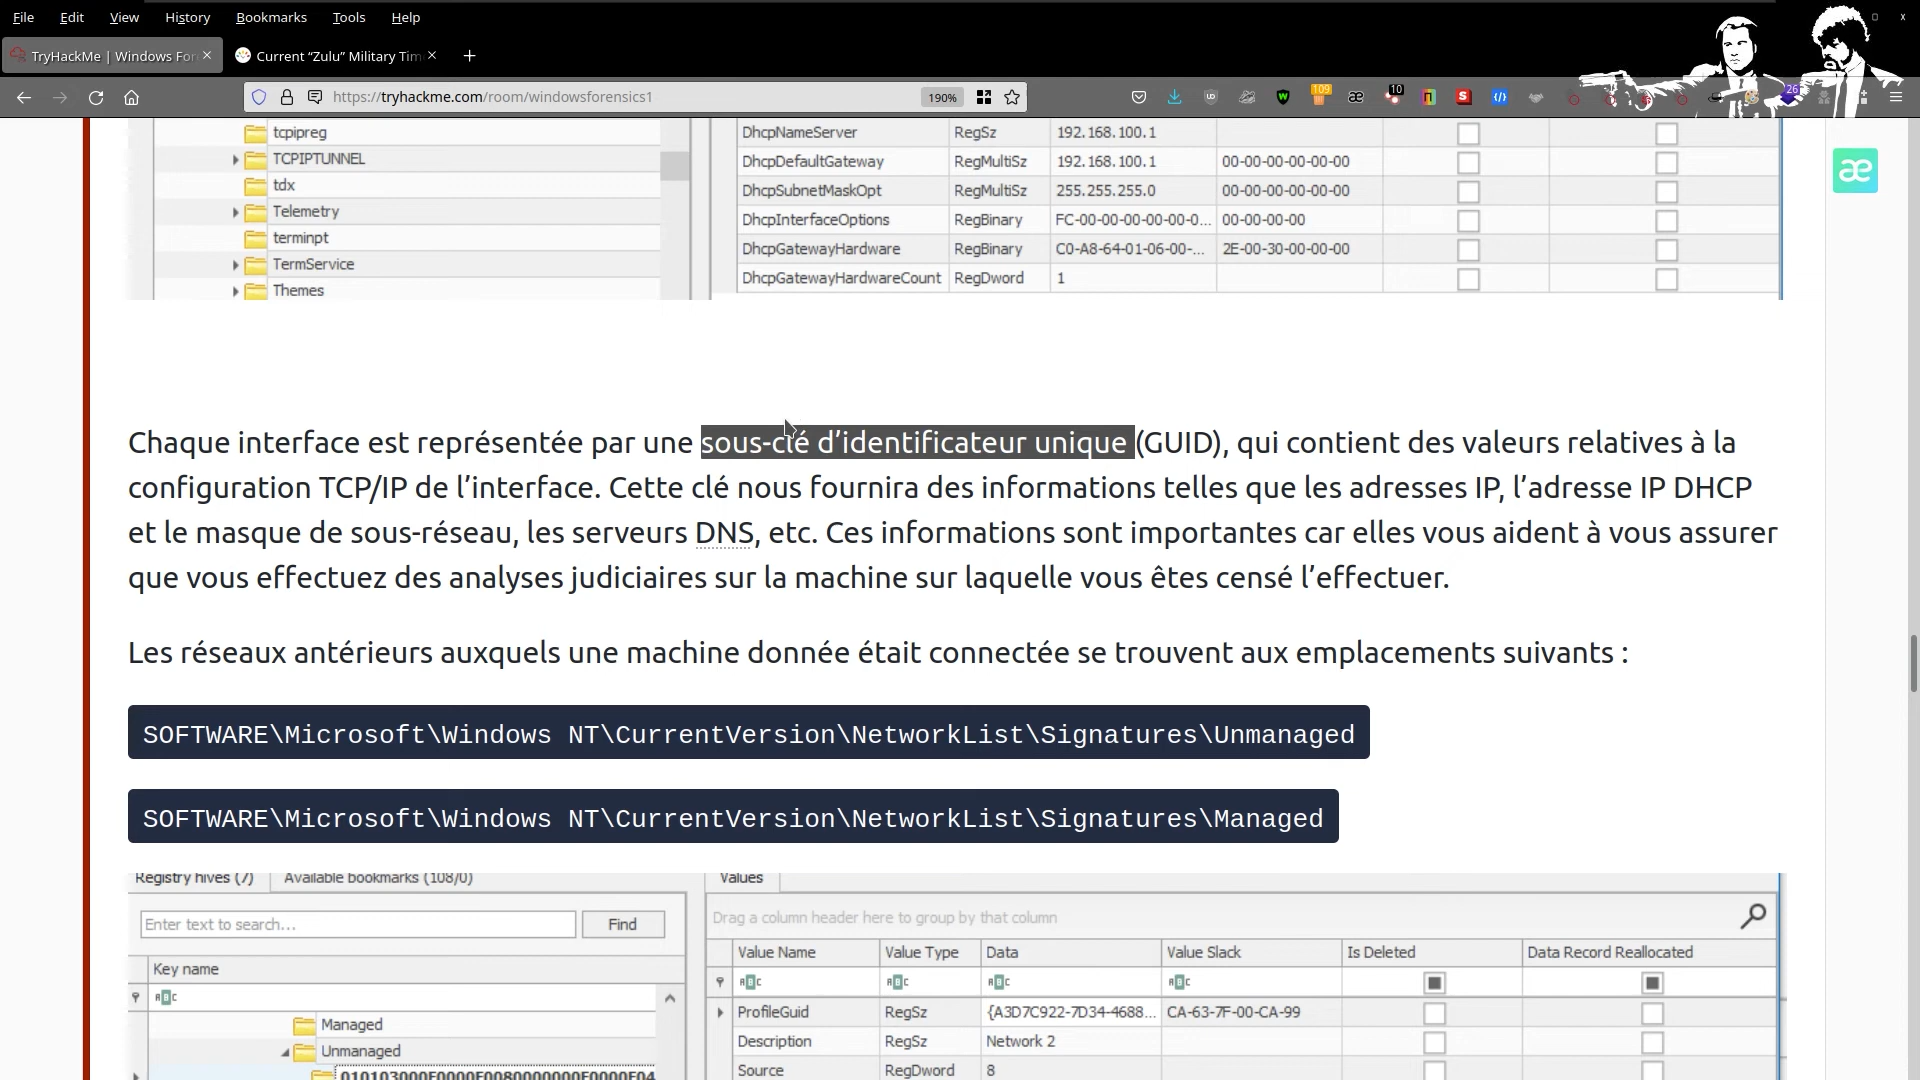 File Edit View History Bookmarks Tools Help
TryHackMe | Windows For
Current “Zulu” Military Tim
https://tryhackme.com/room/windowsforensics1
190%
109
æ
10
26
æ
tcpipreg
TCPIPTUNNEL
tdx
Telemetry
terminpt
TermService
Themes
DhcpNameServer RegSz 192.168.100.1
DhcpDefaultGateway RegMultiSz 192.168.100.1 00-00-00-00-00-00
DhcpSubnetMaskOpt RegMultiSz 255.255.255.0 00-00-00-00-00-00
DhcpInterfaceOptions RegBinary FC-00-00-00-00-00-0... 00-00-00-00
DhcpGatewayHardware RegBinary C0-A8-64-01-06-00-... 2E-00-30-00-00-00
DhcpGatewayHardwareCount RegDword 1
Chaque interface est représentée par une sous-clé d’identificateur unique (GUID), qui contient des valeurs relatives à la
configuration TCP/IP de l’interface. Cette clé nous fournira des informations telles que les adresses IP, l’adresse IP DHCP
et le masque de sous-réseau, les serveurs DNS, etc. Ces informations sont importantes car elles vous aident à vous assurer
que vous effectuez des analyses judiciaires sur la machine sur laquelle vous êtes censé l’effectuer.
Les réseaux antérieurs auxquels une machine donnée était connectée se trouvent aux emplacements suivants :
SOFTWARE\Microsoft\Windows NT\CurrentVersion\NetworkList\Signatures\Unmanaged
SOFTWARE\Microsoft\Windows NT\CurrentVersion\NetworkList\Signatures\Managed
Registry hives (7) Available bookmarks (108/0)
Enter text to search... Find
Key name
Managed
Unmanaged
010103000F0000F0080000000F0000F04
Values
Drag a column header here to group by that column
Value Name Value Type Data Value Slack Is Deleted Data Record Reallocated
ProfileGuid RegSz {A3D7C922-7D34-4688... CA-63-7F-00-CA-99
Description RegSz Network 2
Source RegDword 8